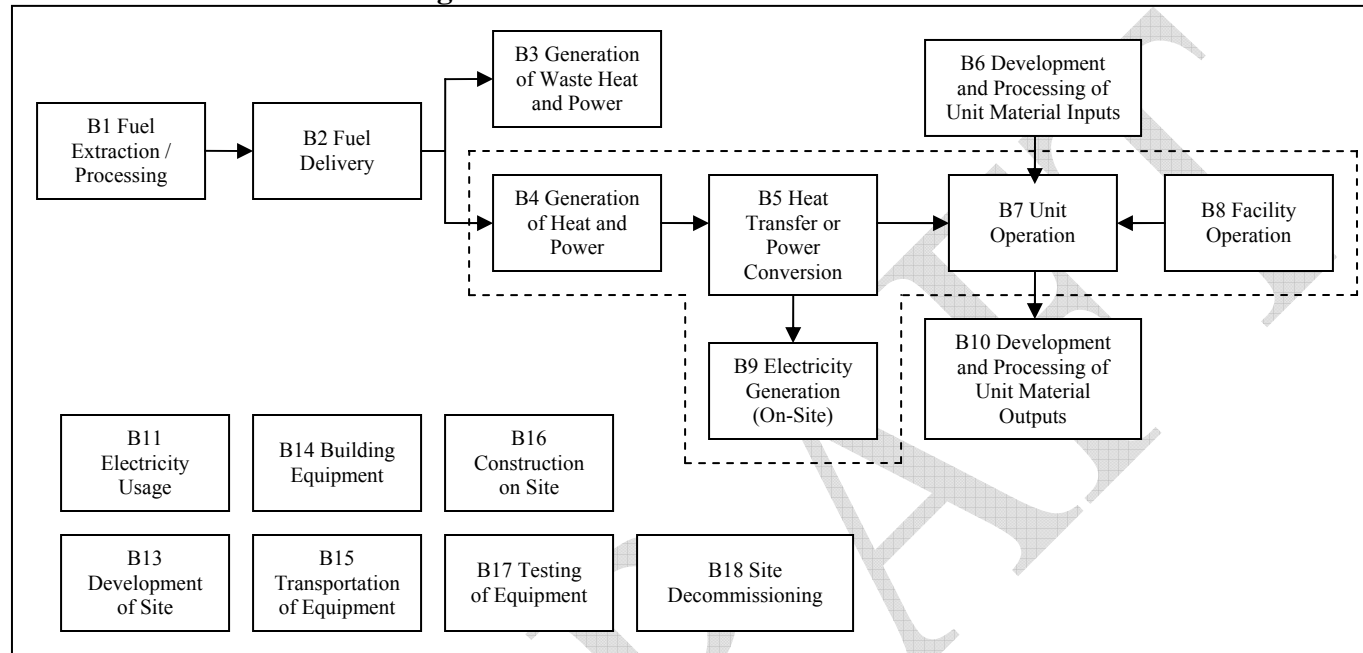 B3 Generation
of Waste Heat
and Power
B6 Development
and Processing of
Unit Material Inputs
B1 Fuel
Extraction /
Processing
B2 Fuel
Delivery
B4 Generation
of Heat and
Power
B5 Heat
Transfer or
Power
Conversion
B7 Unit
Operation
B8 Facility
Operation
B9 Electricity
Generation
(On-Site)
B10 Development
and Processing of
Unit Material
Outputs
B11
Electricity
Usage
B14 Building
Equipment
B16
Construction
on Site
B13
Development
of Site
B15
Transportation
of Equipment
B17 Testing
of Equipment
B18 Site
Decommissioning